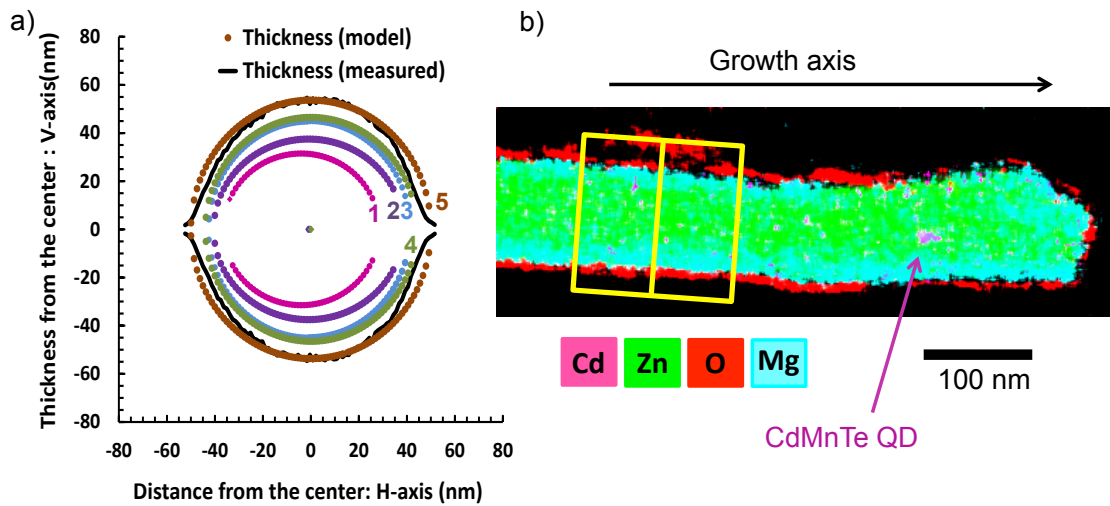 a)
Thickness from the center : V-axis(nm)
80
60
40
20
0
-20
-40
-60
-80
Thickness (model)
Thickness (measured)
1
2
3
4
5
-80 -60 -40 -20 0 20 40 60 80
Distance from the center: H-axis (nm)
b)
Growth axis
Cd Zn O Mg
100 nm
CdMnTe QD